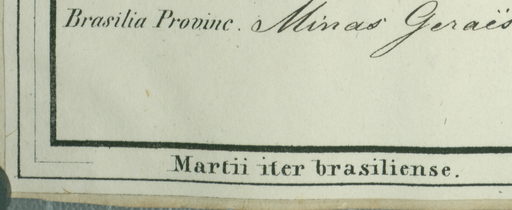 Brasilia Provinc. Minas Geraës
Martii iter brasiliense.